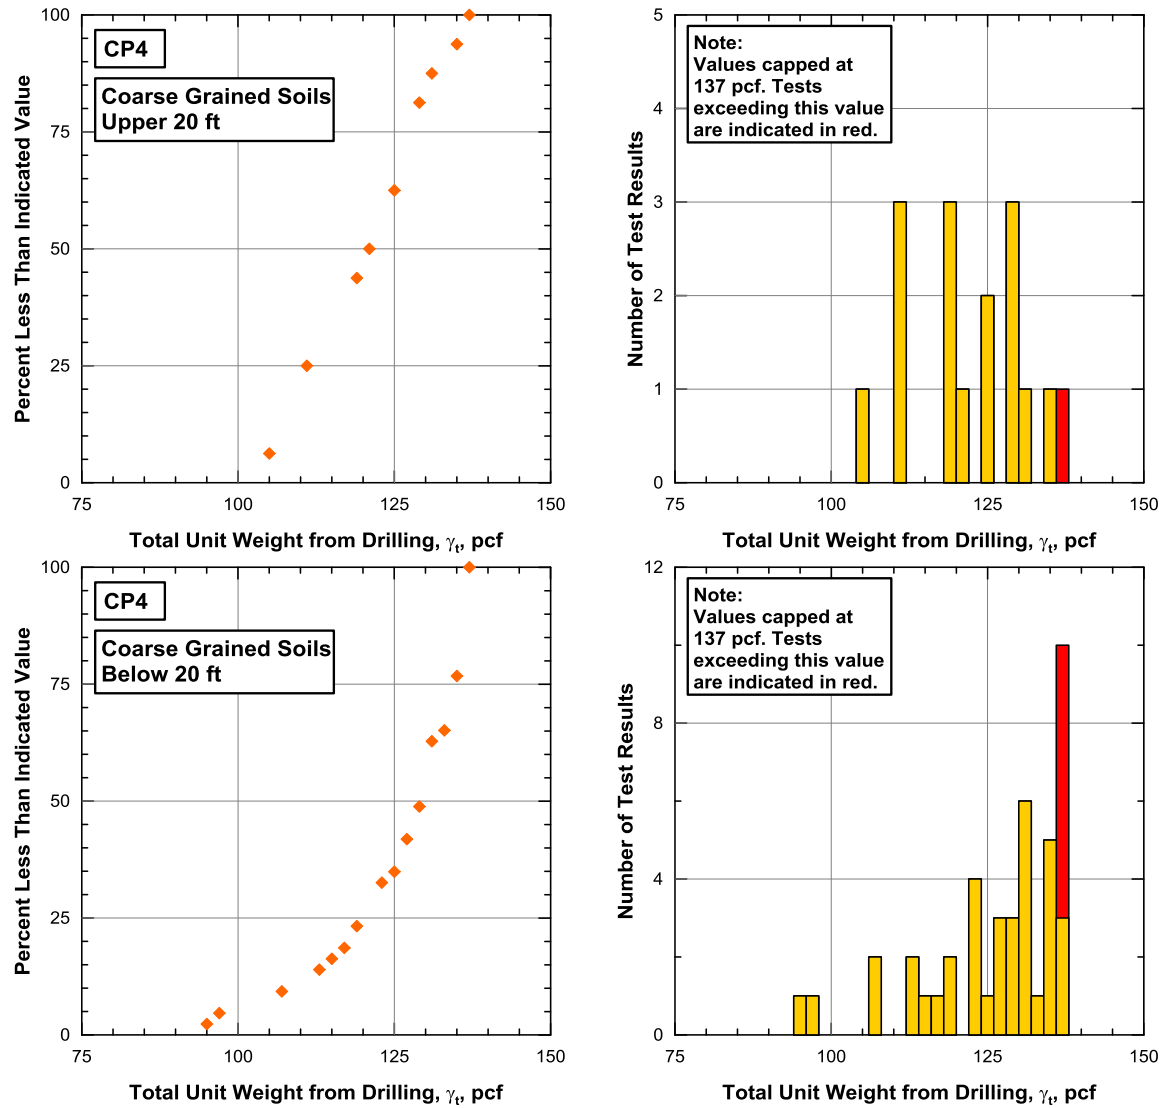 100
75
50
25
0
75
100
125
150
Percent Less Than Indicated Value
Total Unit Weight from Drilling, γt, pcf
CP4
Coarse Grained Soils
Upper 20 ft
5
4
3
2
1
0
75
100
125
150
Number of Test Results
Total Unit Weight from Drilling, γt, pcf
Note:
Values capped at
137 pcf. Tests
exceeding this value
are indicated in red.
100
75
50
25
0
75
100
125
150
Percent Less Than Indicated Value
Total Unit Weight from Drilling, γt, pcf
CP4
Coarse Grained Soils
Below 20 ft
12
8
4
0
75
100
125
150
Number of Test Results
Total Unit Weight from Drilling, γt, pcf
Note:
Values capped at
137 pcf. Tests
exceeding this value
are indicated in red.